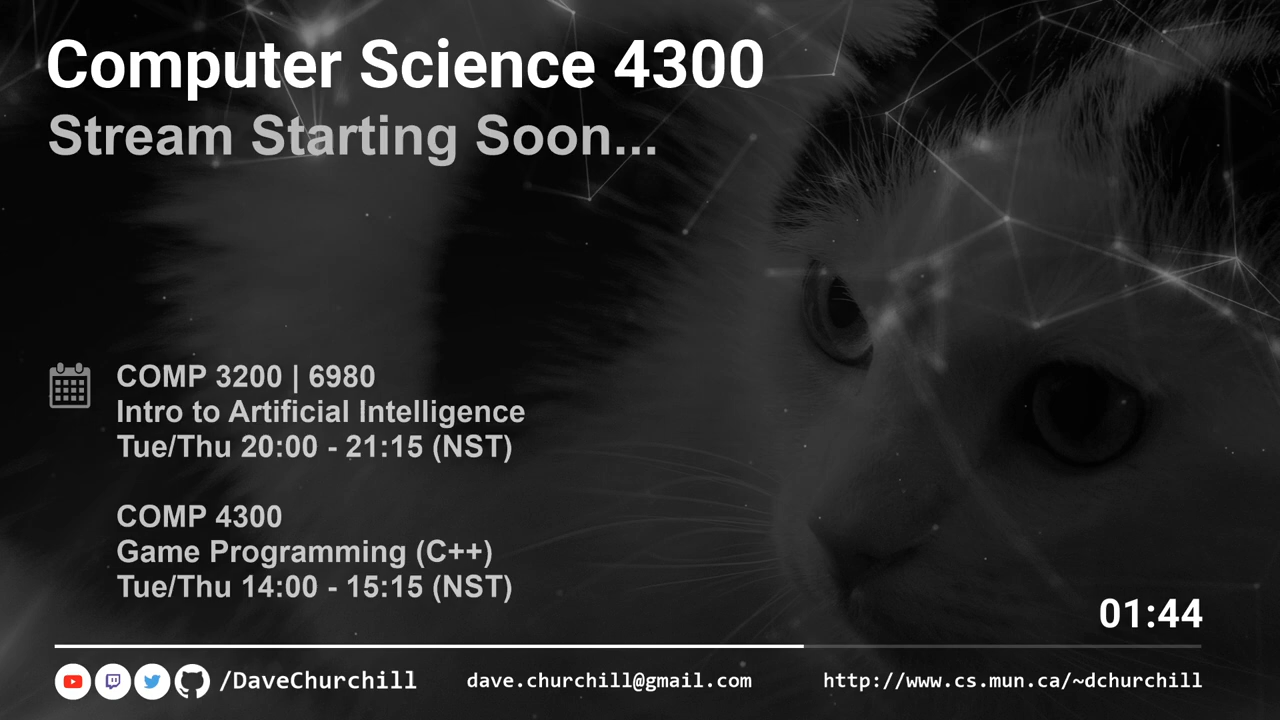 Computer Science 4300
Stream Starting Soon...
COMP 3200 | 6980
Intro to Artificial Intelligence
Tue/Thu 20:00 - 21:15 (NST)
COMP 4300
Game Programming (C++)
Tue/Thu 14:00 - 15:15 (NST)
01:44
/DaveChurchill
dave.churchill@gmail.com
http://www.cs.mun.ca/~dchurchill